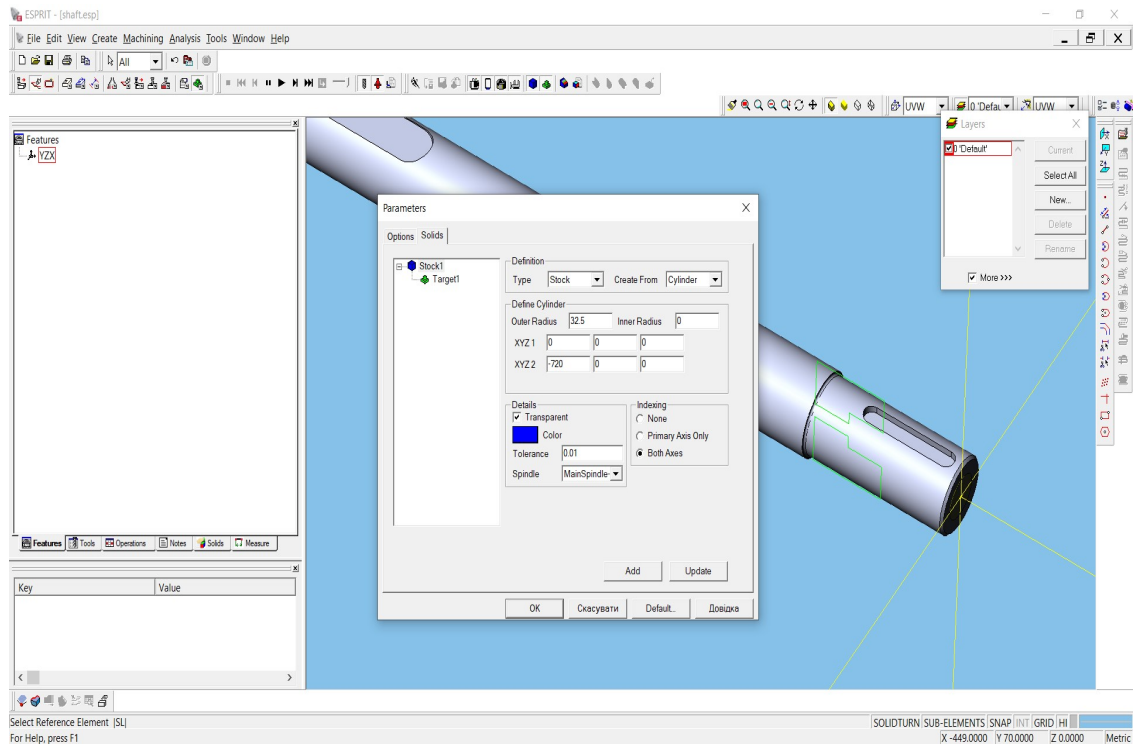 ESPRIT - [shaft.esp]
File Edit View Create Machining Analysis Tools Window Help
All
UVW 0 'Defau UVW
Features
YZX
Layers
0 'Default'
Current
Select All
New...
Delete
Rename
More >>>
Parameters
Options Solids
Stock1
Target1
Definition
Type Stock Create From Cylinder
Define Cylinder
Outer Radius 32.5 Inner Radius 0
XYZ 1 0 0 0
XYZ 2 -720 0 0
Details
Transparent
Color
Tolerance 0.01
Spindle MainSpindle-
Indexing
None
Primary Axis Only
Both Axes
Add Update
OK Скасувати Default.. Довідка
Features Tools Operations Notes Solids Measure
Key Value
Select Reference Element |SL|
SOLIDTURN SUB-ELEMENTS SNAP INT GRID HI
For Help, press F1
X -449.0000 Y 70.0000 Z 0.0000 Metric